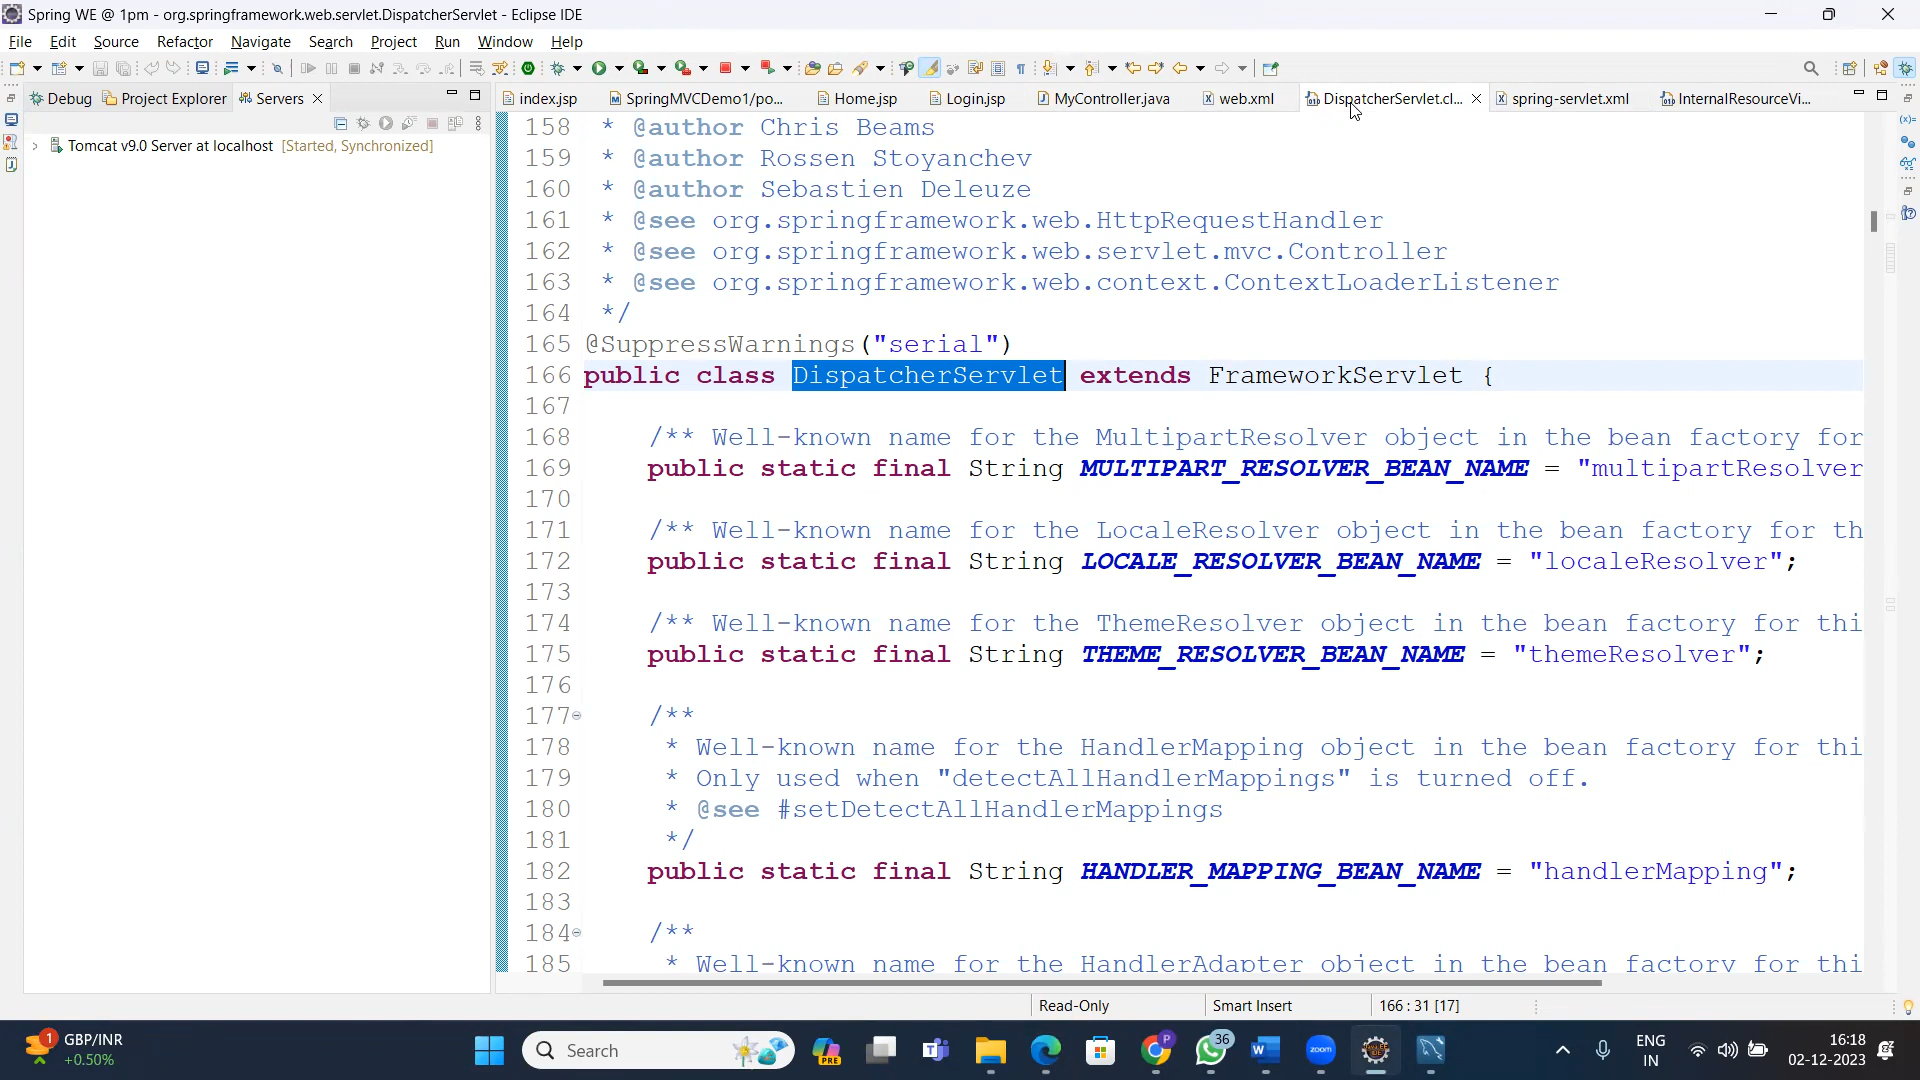 Spring WE @ 1pm - org.springframework.web.servlet.DispatcherServlet - Eclipse IDE
File Edit Source Refactor Navigate Search Project Run Window Help
Debug Project Explorer Servers
index.jsp SpringMVCDemo1/po... Home.jsp Login.jsp MyController.java web.xml DispatcherServlet.cl... spring-servlet.xml InternalResourceVi...
Tomcat v9.0 Server at localhost [Started, Synchronized]
158 * @author Chris Beams
159 * @author Rossen Stoyanchev
160 * @author Sebastien Deleuze
161 * @see org.springframework.web.HttpRequestHandler
162 * @see org.springframework.web.servlet.mvc.Controller
163 * @see org.springframework.web.context.ContextLoaderListener
164 */
165 @SuppressWarnings("serial")
166 public class DispatcherServlet extends FrameworkServlet {
167
168 /** Well-known name for the MultipartResolver object in the bean factory for
169 public static final String MULTIPART_RESOLVER_BEAN_NAME = "multipartResolver
170
171 /** Well-known name for the LocaleResolver object in the bean factory for th
172 public static final String LOCALE_RESOLVER_BEAN_NAME = "localeResolver";
173
174 /** Well-known name for the ThemeResolver object in the bean factory for thi
175 public static final String THEME_RESOLVER_BEAN_NAME = "themeResolver";
176
177 /**
178 * Well-known name for the HandlerMapping object in the bean factory for thi
179 * Only used when "detectAllHandlerMappings" is turned off.
180 * @see #setDetectAllHandlerMappings
181 */
182 public static final String HANDLER_MAPPING_BEAN_NAME = "handlerMapping";
183
184 /**
185 * Well-known name for the HandlerAdapter object in the bean factory for thi
Read-Only Smart Insert 166 : 31 [17]
1 GBP/INR
+0.50%
Search
PRE
36
zoom
ENG
IN
16:18
02-12-2023